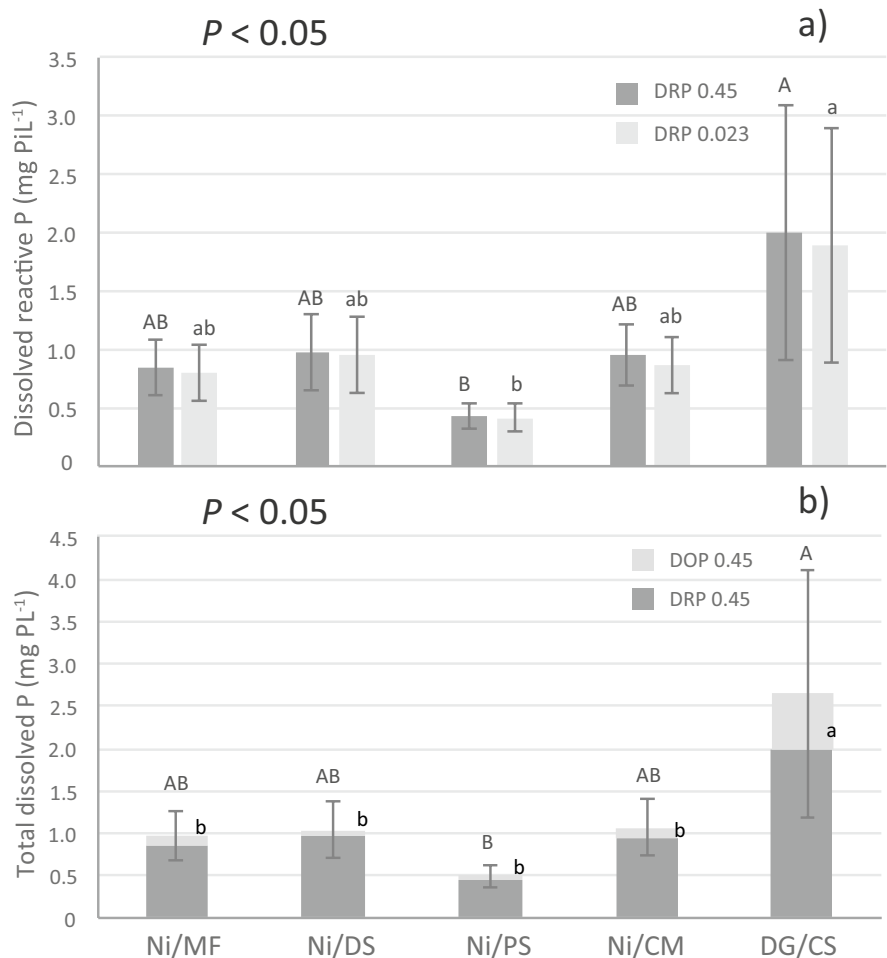 P < 0.05
a)
3.5
3.0
2.5
2.0
1.5
1.0
0.5
0
Dissolved reactive P (mg PiL⁻¹)
DRP 0.45
DRP 0.023
AB
ab
AB
ab
B
b
AB
ab
A
a
P < 0.05
b)
4.5
4.0
3.5
3.0
2.5
2.0
1.5
1.0
0.5
0
Total dissolved P (mg PL⁻¹)
DOP 0.45
DRP 0.45
AB
b
AB
b
B
b
AB
b
A
a
Ni/MF
Ni/DS
Ni/PS
Ni/CM
DG/CS